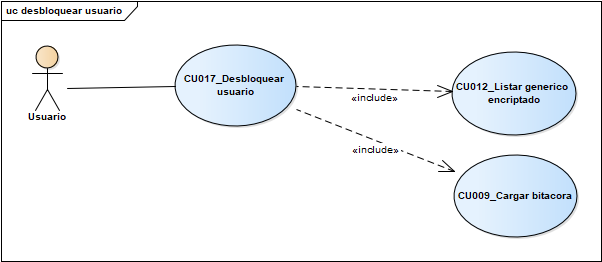 uc desbloquear usuario
Usuario
CU017_Desbloquear
usuario
«include»
CU012_Listar generico
encriptado
«include»
CU009_Cargar bitacora